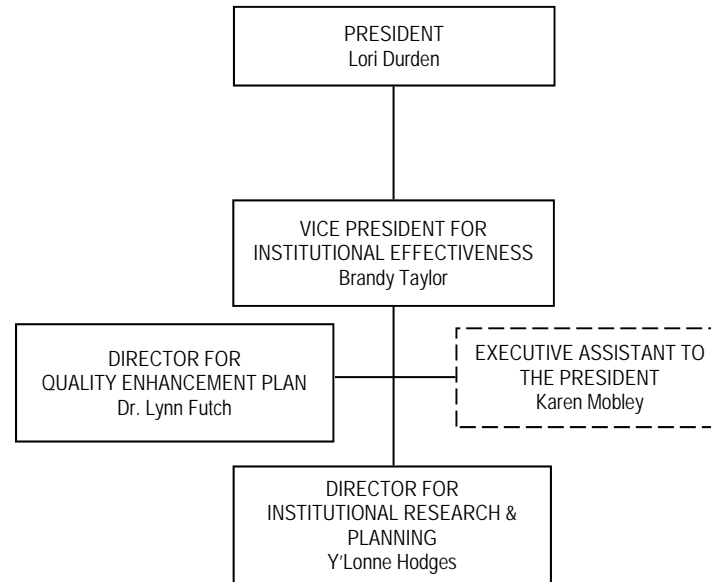 PRESIDENT
Lori Durden
VICE PRESIDENT FOR
INSTITUTIONAL EFFECTIVENESS
Brandy Taylor
DIRECTOR FOR
QUALITY ENHANCEMENT PLAN
Dr. Lynn Futch
EXECUTIVE ASSISTANT TO
THE PRESIDENT
Karen Mobley
DIRECTOR FOR
INSTITUTIONAL RESEARCH &
PLANNING
Y'Lonne Hodges